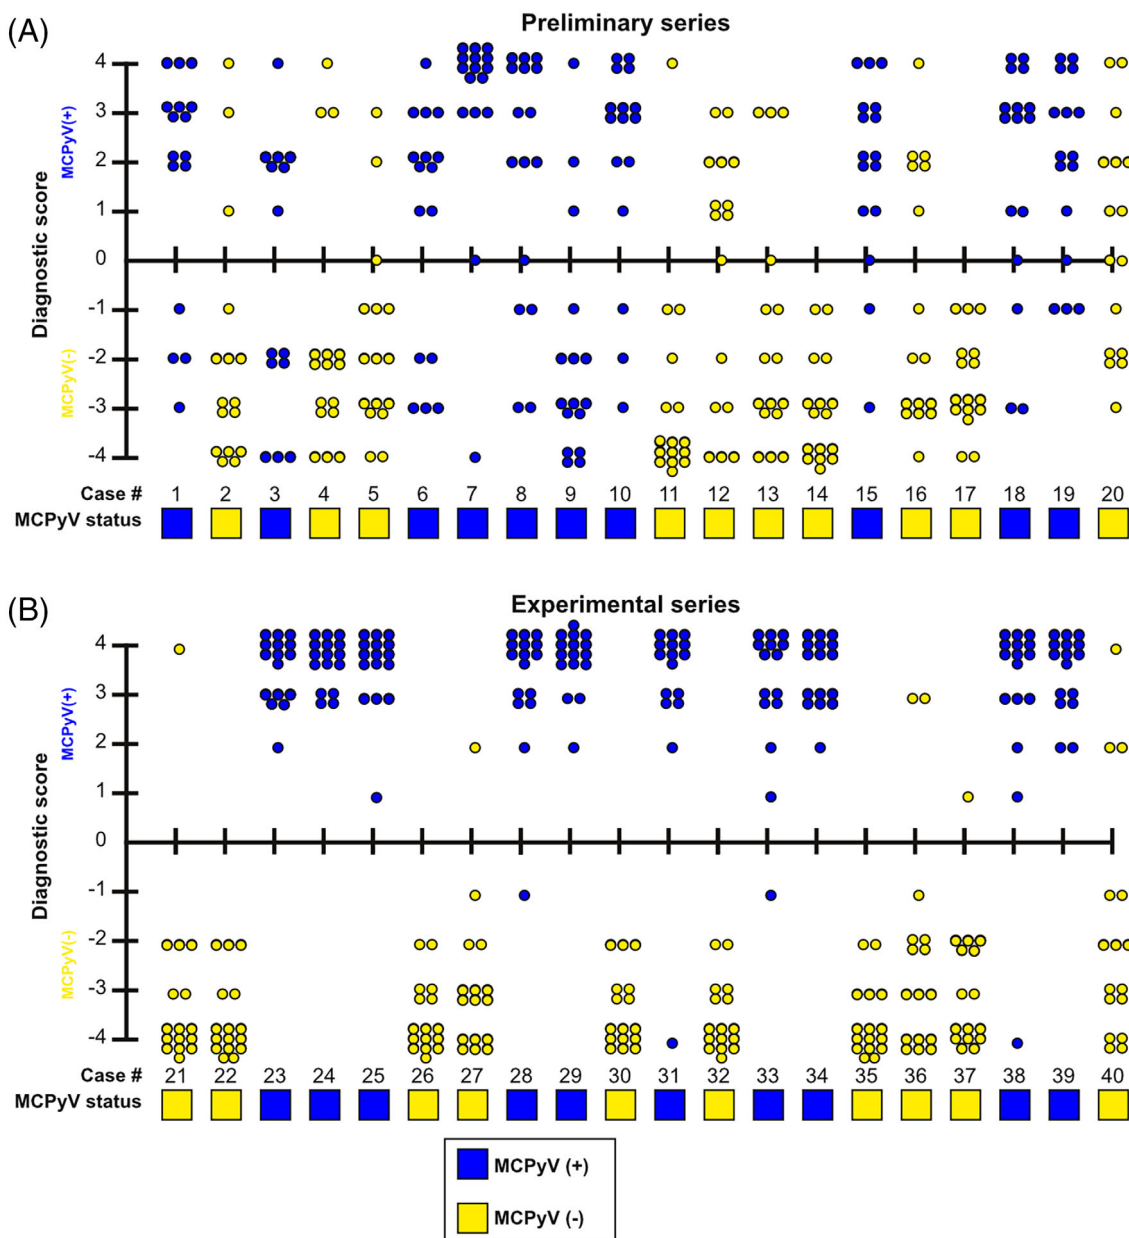 (A)
Preliminary series
4
3
2
1
0
-1
-2
-3
-4
Diagnostic score
MCPyV(+)
MCPyV(-)
Case # 1 2 3 4 5 6 7 8 9 10 11 12 13 14 15 16 17 18 19 20
MCPyV status
(B)
Experimental series
4
3
2
1
0
-1
-2
-3
-4
Diagnostic score
MCPyV(+)
MCPyV(-)
Case # 21 22 23 24 25 26 27 28 29 30 31 32 33 34 35 36 37 38 39 40
MCPyV status
MCPyV (+)
MCPyV (-)